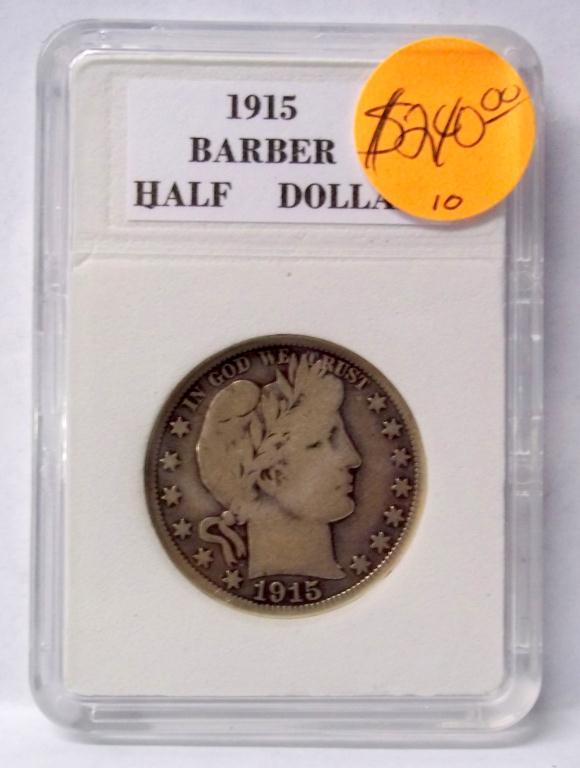 1915
BARBER
HALF DOLLA
$240.00
10
IN GOD WE TRUST
1915